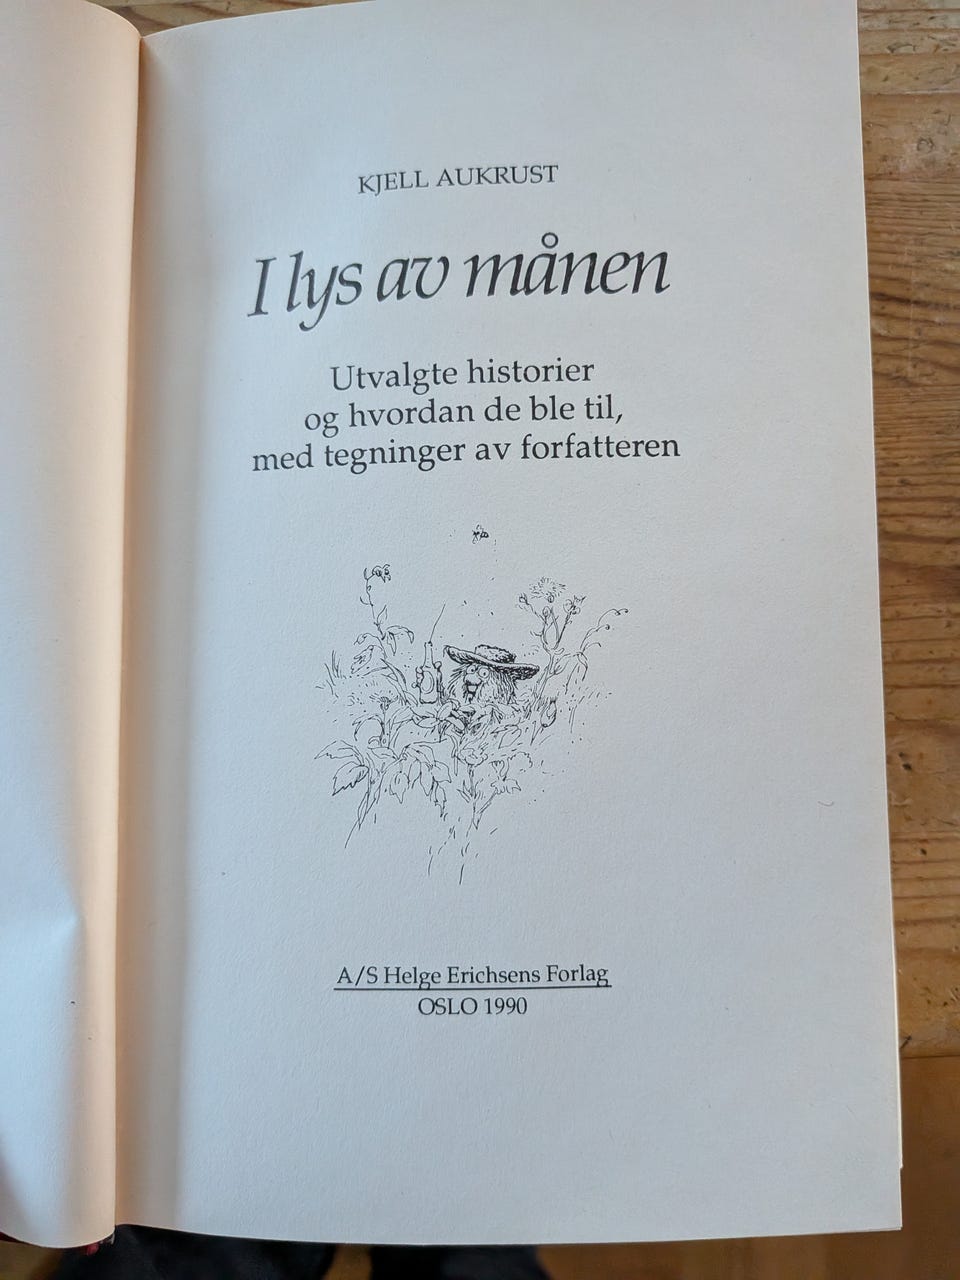 KJELL AUKRUST
I lys av månen
Utvalgte historier
og hvordan de ble til,
med tegninger av forfatteren
A/S Helge Erichsens Forlag
OSLO 1990